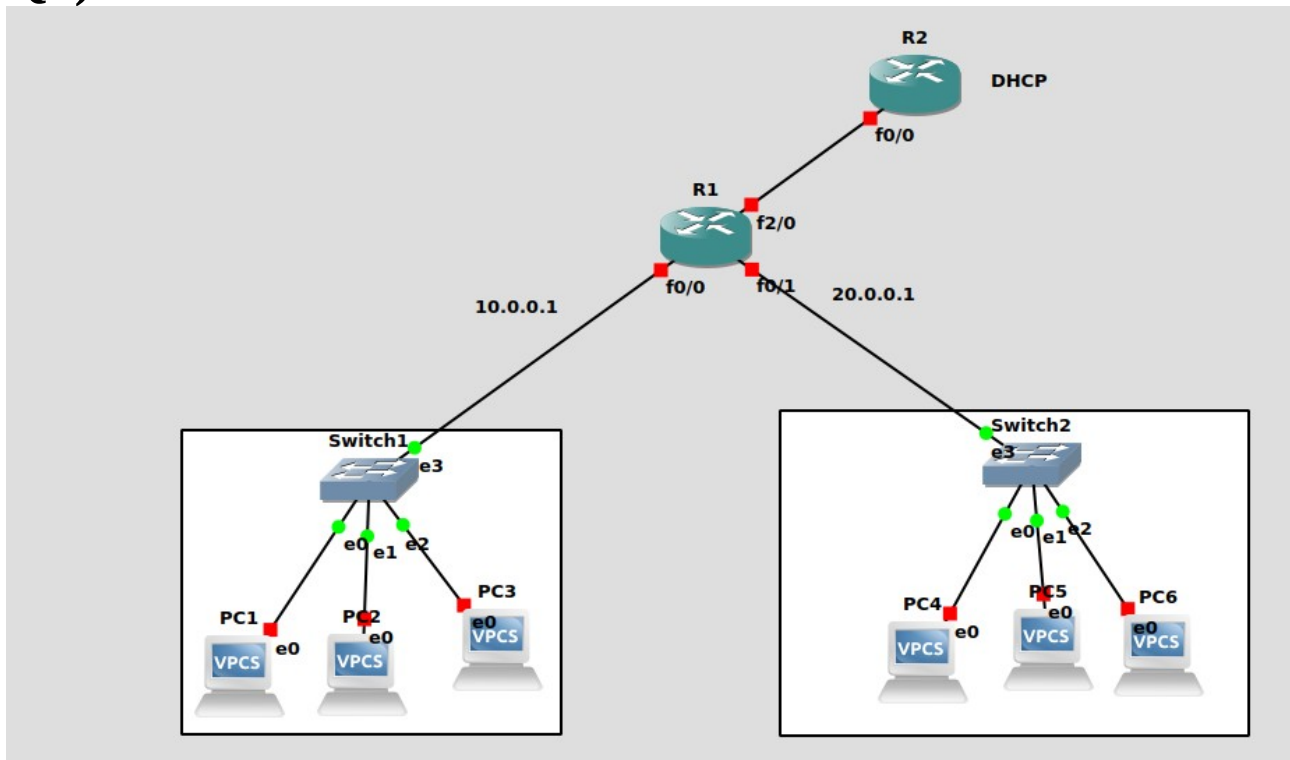 R2
DHCP
f0/0
R1
f2/0
f0/0
f0/1
10.0.0.1
20.0.0.1
Switch1
e3
e0
e1
e2
PC1
e0
PC2
e0
PC3
e0
VPCS
VPCS
VPCS
Switch2
e3
e0
e1
e2
PC4
e0
PC5
e0
PC6
e0
VPCS
VPCS
VPCS